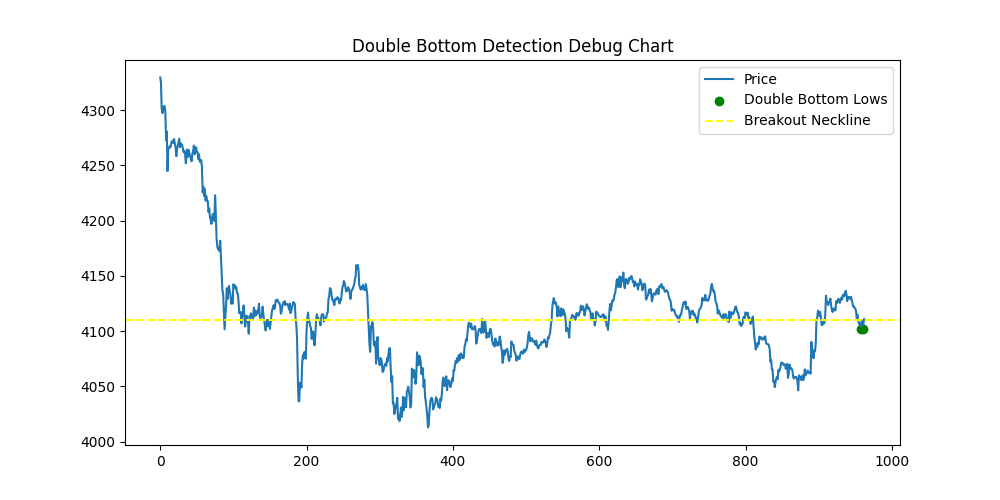 Double Bottom Detection Debug Chart
Price
Double Bottom Lows
Breakout Neckline
4300
4250
4200
4150
4100
4050
4000
0 200 400 600 800 1000